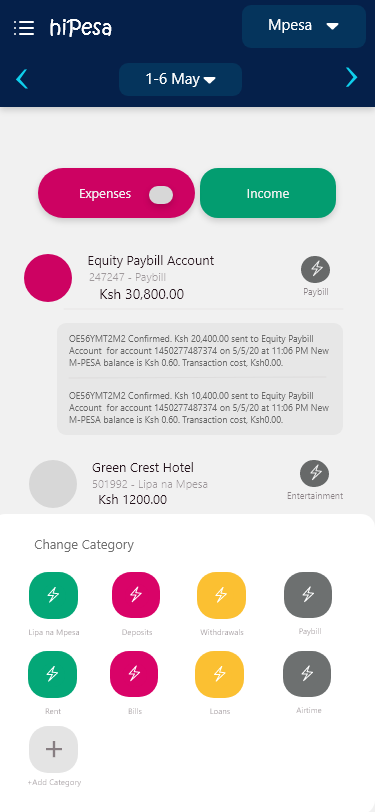 hiPesa
Mpesa
1-6 May
Expenses
Income
Equity Paybill Account
247247 - Paybill
Ksh 30,800.00
Paybill
OE56YMT2M2 Confirmed. Ksh 20,400.00 sent to Equity Paybill
Account for account 1450277487374 on 5/5/20 at 11:06 PM New
M-PESA balance is Ksh 0.60. Transaction cost, Ksh0.00.
OE56YMT2M2 Confirmed. Ksh 10,400.00 sent to Equity Paybill
Account for account 1450277487374 on 5/5/20 at 11:06 PM New
M-PESA balance is Ksh 0.60. Transaction cost, Ksh0.00.
Green Crest Hotel
501992 - Lipa na Mpesa
Ksh 1200.00
Entertainment
Change Category
Lipa na Mpesa
Deposits
Withdrawals
Paybill
Rent
Bills
Loans
Airtime
+Add Category